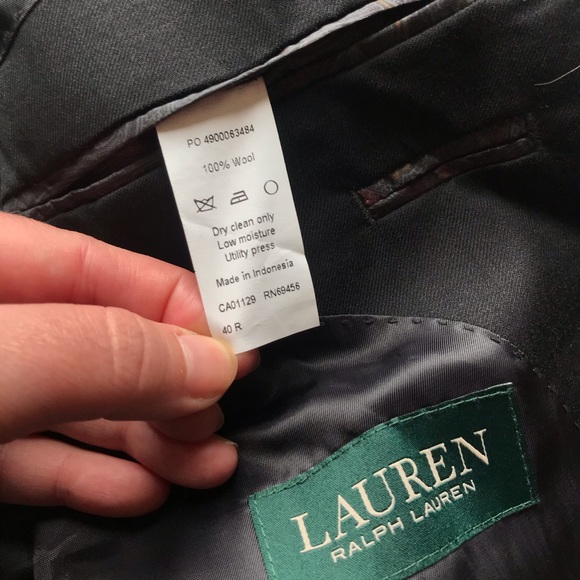 PO 4900063484
100% Wool
Dry clean only
Low moisture
Utility press
Made in Indonesia
CA01129 RN69456
40 R
LAUREN
RALPH LAUREN